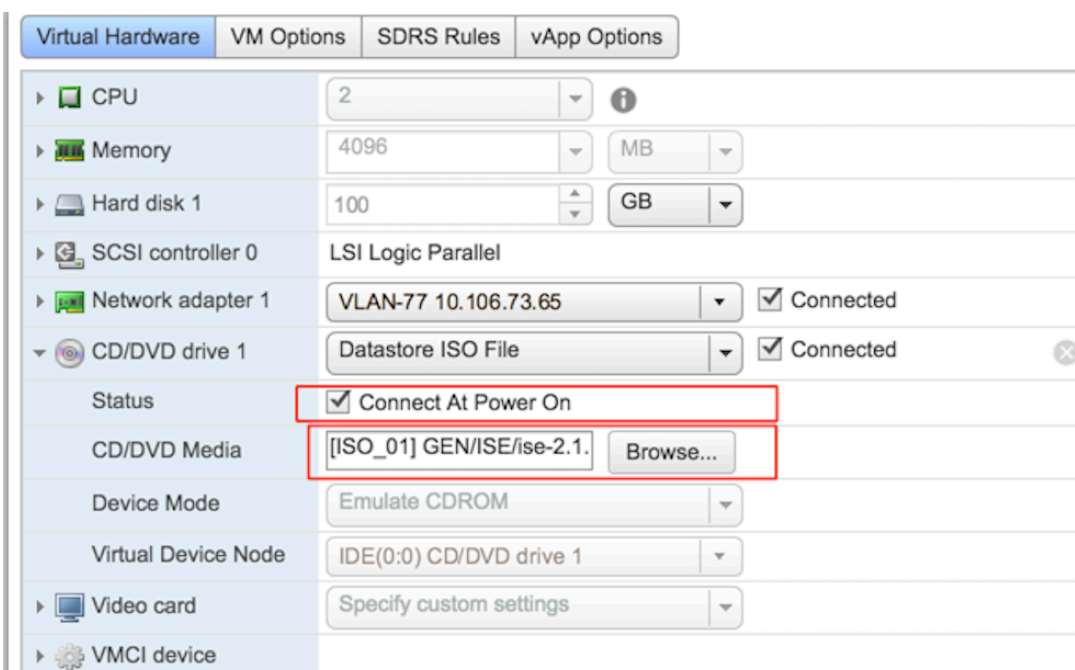 Virtual Hardware VM Options SDRS Rules vApp Options
CPU 2
Memory 4096 MB
Hard disk 1 100 GB
SCSI controller 0 LSI Logic Parallel
Network adapter 1 VLAN-77 10.106.73.65 Connected
CD/DVD drive 1 Datastore ISO File Connected
Status Connect At Power On
CD/DVD Media [ISO_01] GEN/ISE/ise-2.1. Browse...
Device Mode Emulate CDROM
Virtual Device Node IDE(0:0) CD/DVD drive 1
Video card Specify custom settings
VMCI device